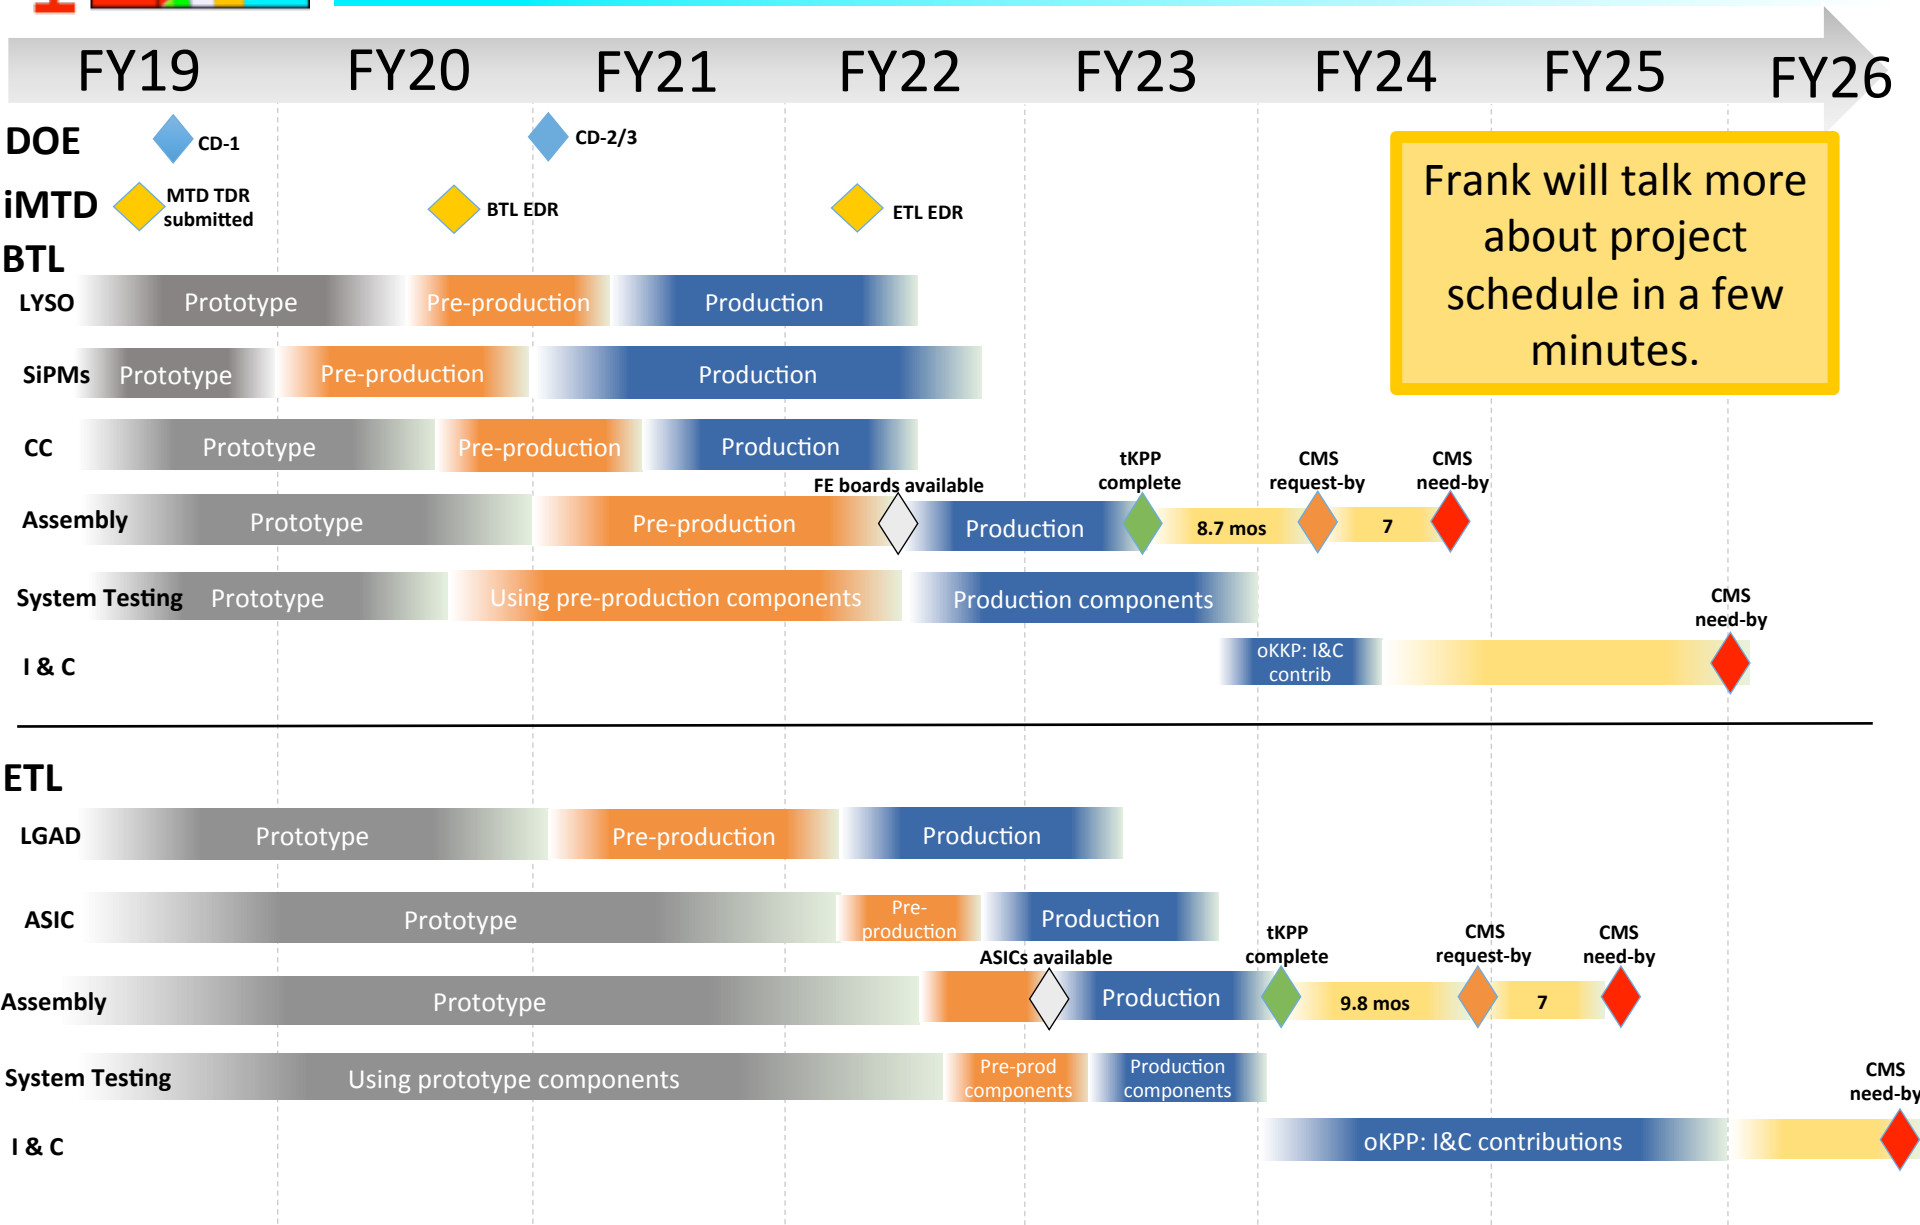 FY19 FY20 FY21 FY22 FY23 FY24 FY25 FY26
DOE
CD-1
CD-2/3
iMTD
MTD TDR
submitted
BTL EDR
ETL EDR
Frank will talk more
about project
schedule in a few
minutes.
BTL
LYSO Prototype Pre-production Production
SiPMs Prototype Pre-production Production
CC Prototype Pre-production Production
FE boards available
tKPP
complete
CMS
request-by
CMS
need-by
Assembly Prototype Pre-production Production 8.7 mos 7
System Testing Prototype Using pre-production components Production components
CMS
need-by
I & C
oKKP: I&C
contrib
ETL
LGAD Prototype Pre-production Production
ASIC Prototype
Pre-
production
Production
ASICs available
tKPP
complete
CMS
request-by
CMS
need-by
Assembly Prototype Production 9.8 mos 7
System Testing Using prototype components
Pre-prod
components
Production
components
CMS
need-by
I & C oKPP: I&C contributions